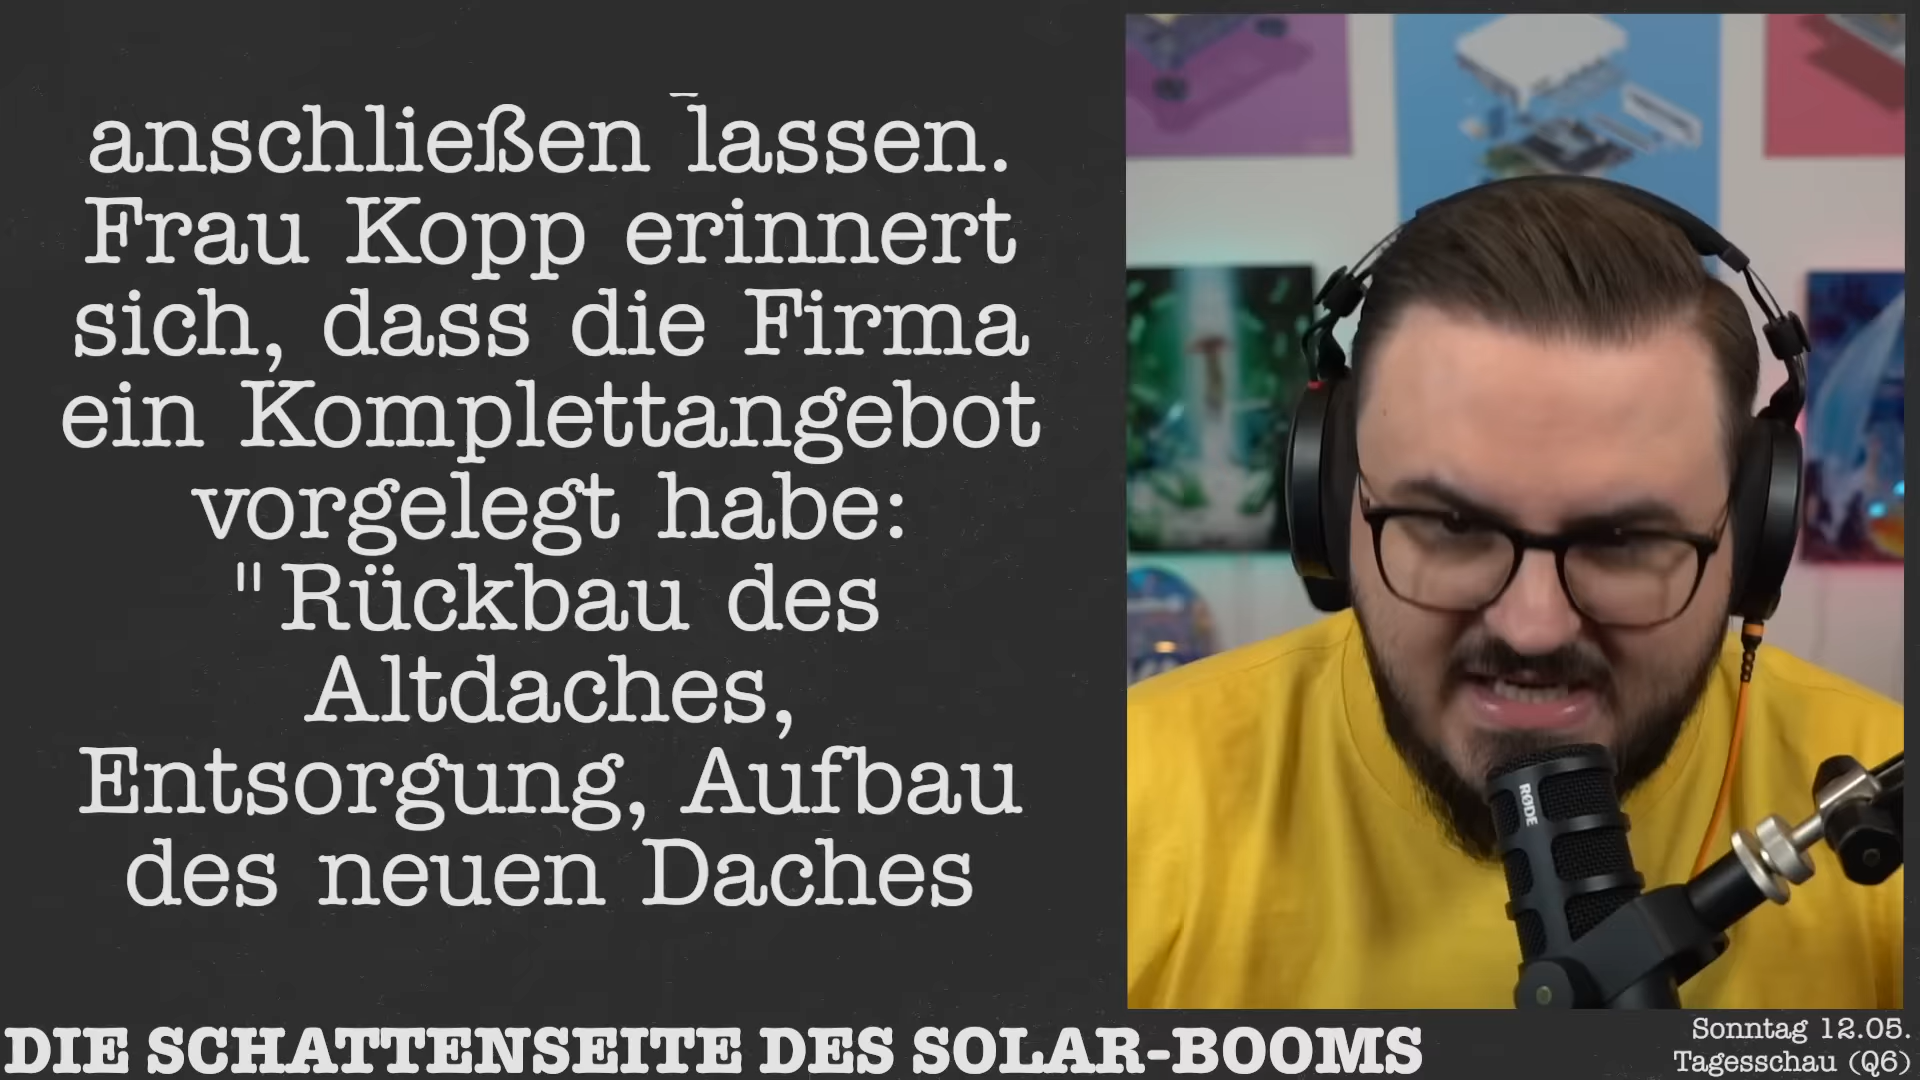 anschließen lassen.
Frau Kopp erinnert
sich, dass die Firma
ein Komplettangebot
vorgelegt habe:
"Rückbau des
Altdaches,
Entsorgung, Aufbau
des neuen Daches
RØDE
DIE SCHATTENSEITE DES SOLAR-BOOMS
Sonntag 12.05.
Tagesschau (Q6)